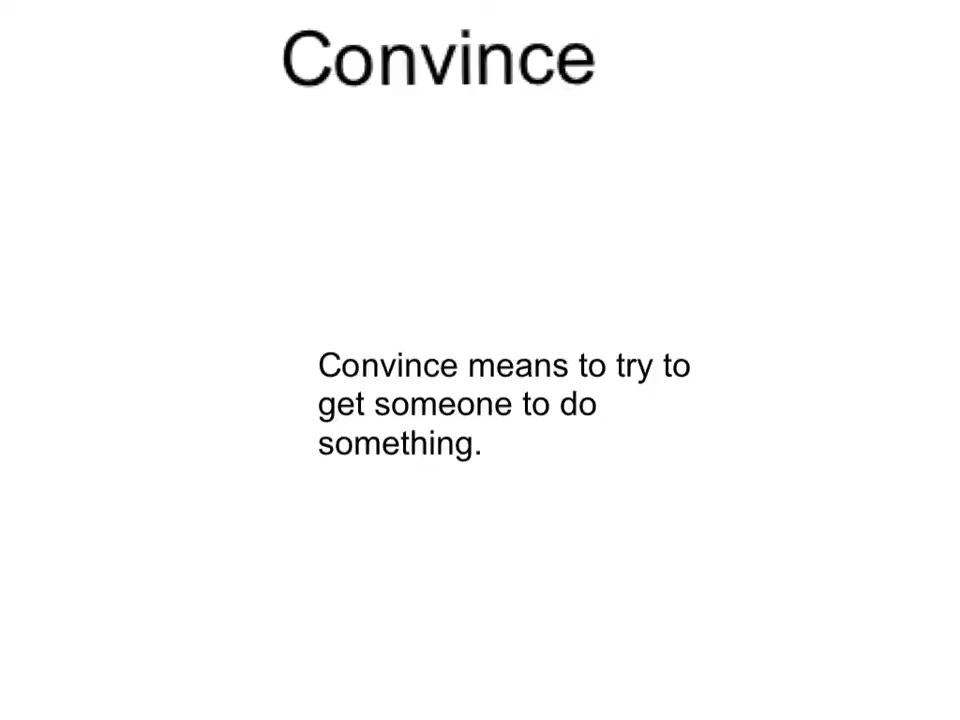 Convince
Convince means to try to
get someone to do
something.